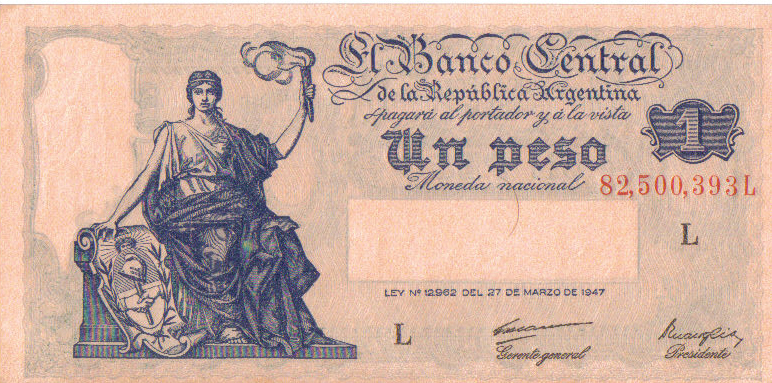 El Banco Central
de la República Argentina
Apagará al portador y á la vista
1
Un peso
Moneda nacional
82,500,393L
L
LEY Nº 12.962 DEL 27 DE MARZO DE 1947
L
Gerente general
Presidente